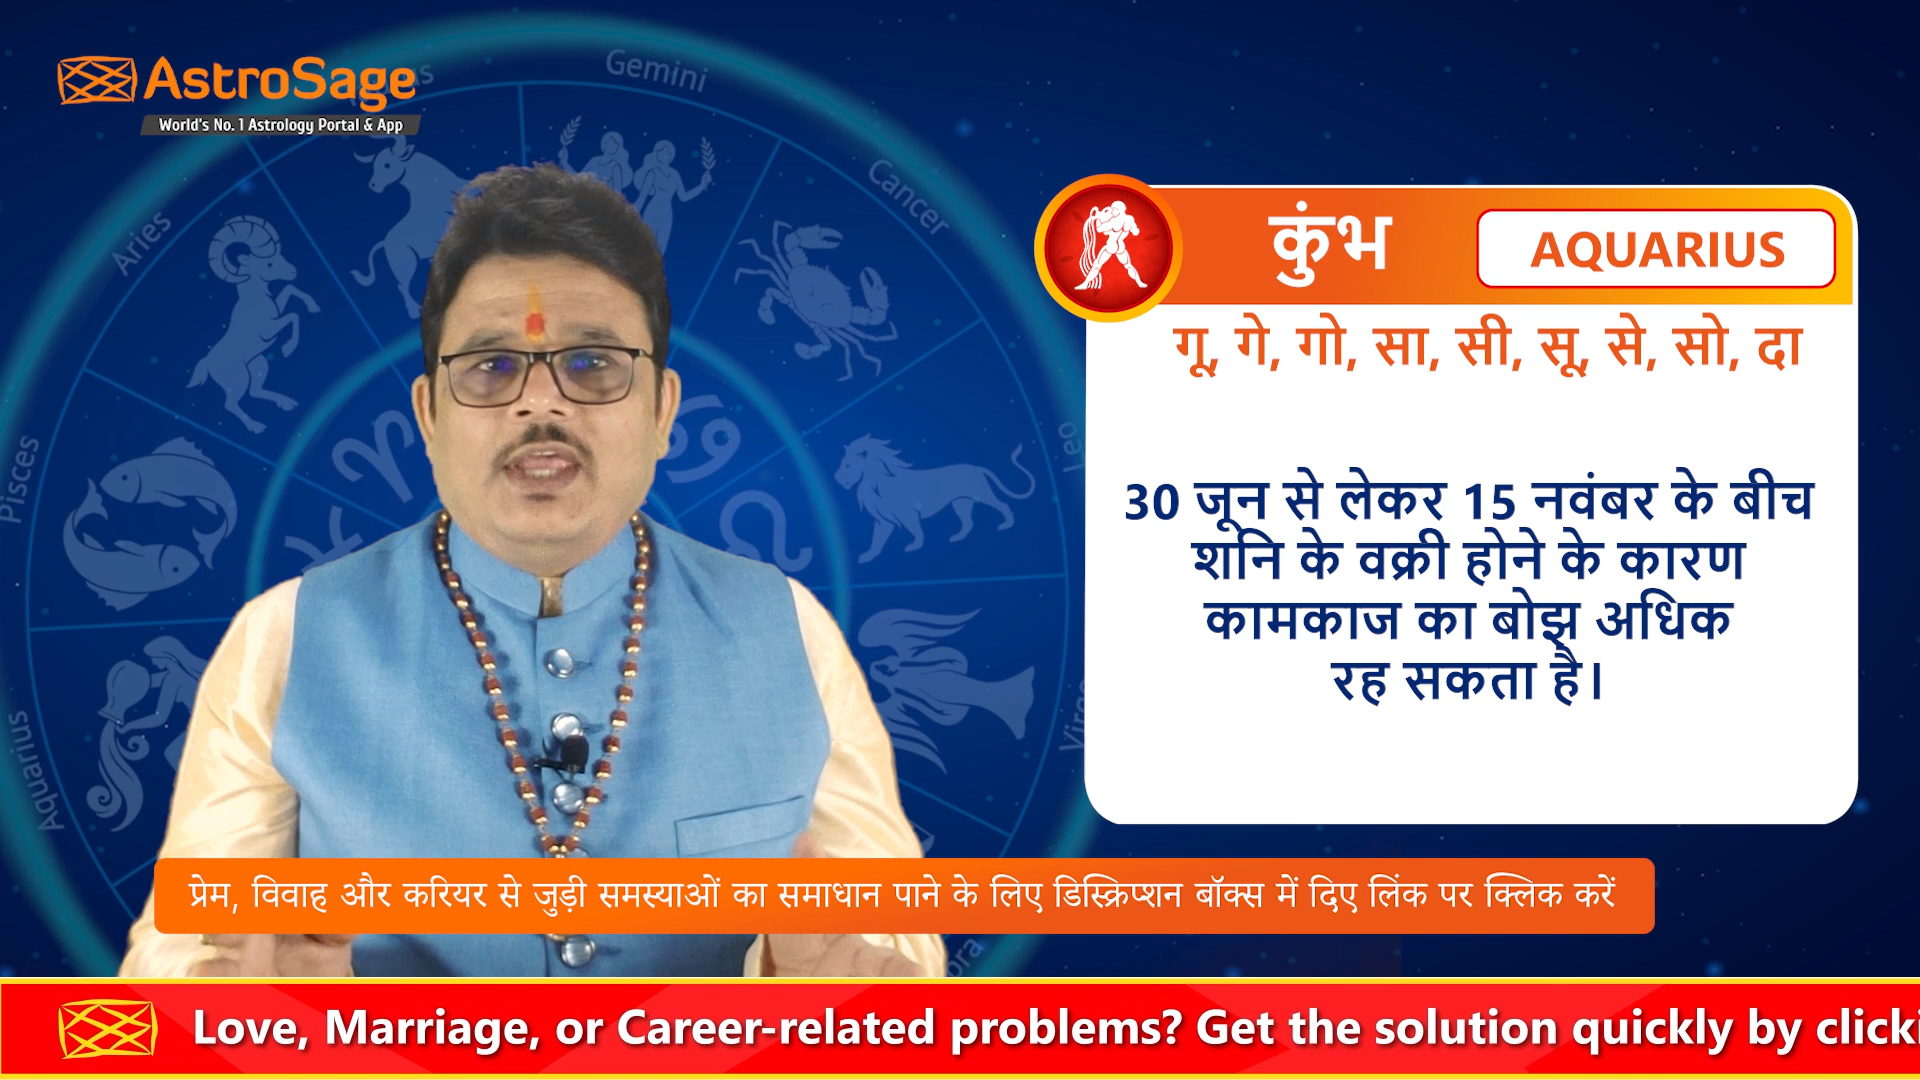 AstroSage
World's No. 1 Astrology Portal & App
Gemini
Cancer
Aries
Leo
Pisces
Aquarius
कुंभ
AQUARIUS
गू, गे, गो, सा, सी, सू, से, सो, दा
30 जून से लेकर 15 नवंबर के बीच
शनि के वक्री होने के कारण
कामकाज का बोझ अधिक
रह सकता है।
प्रेम, विवाह और करियर से जुड़ी समस्याओं का समाधान पाने के लिए डिस्क्रिप्शन बॉक्स में दिए लिंक पर क्लिक करें
Love, Marriage, or Career-related problems? Get the solution quickly by clicki